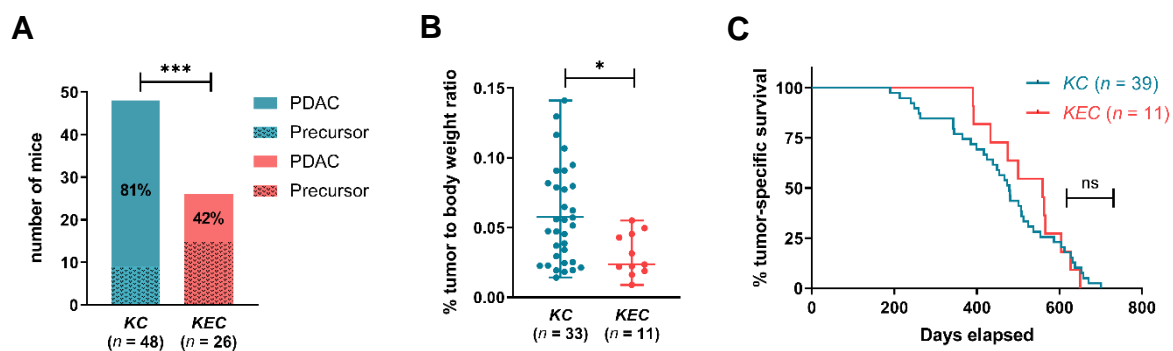 A
***
number of mice
50
40
30
20
10
0
81%
42%
KC
(n = 48)
KEC
(n = 26)
PDAC
Precursor
PDAC
Precursor
B
*
% tumor to body weight ratio
0.15
0.10
0.05
0.00
KC
(n = 33)
KEC
(n = 11)
C
KC (n = 39)
KEC (n = 11)
% tumor-specific survival
100
75
50
25
0
ns
0
200
400
600
800
Days elapsed